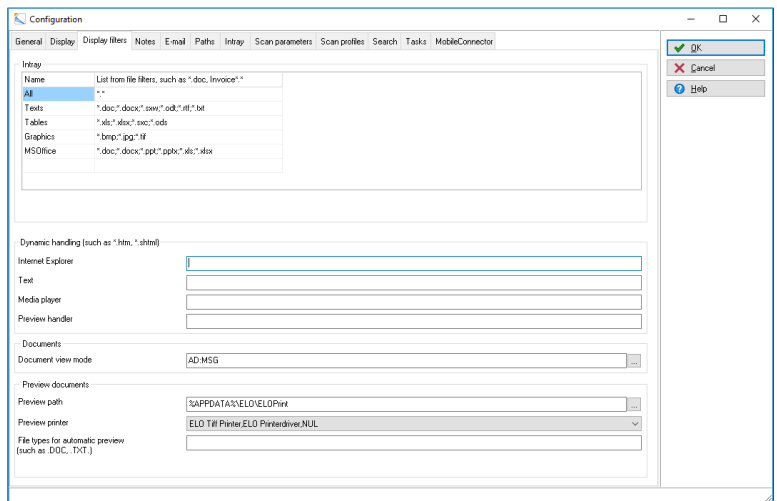 Configuration
General Display Display filters Notes E-mail Paths Intray Scan parameters Scan profiles Search Tasks MobileConnector
OK
Cancel
Help
Intray
Name List from file filters, such as *.doc, Invoice*.*
All *.*
Texts *.doc;*.docx;*.sxw;*.odt;*.rtf;*.txt
Tables *.xls;*.xlsx;*.sxc;*.ods
Graphics *.bmp;*.jpg;*.tif
MSOffice *.doc;*.docx;*.ppt;*.pptx;*.xls;*.xlsx
Dynamic handling (such as *.htm, *.shtml)
Internet Explorer
Text
Media player
Preview handler
Documents
Document view mode AD:MSG ...
Preview documents
Preview path %APPDATA%\ELO\ELOPrint ...
Preview printer ELO Tiff Printer,ELO Printerdriver,NUL
File types for automatic preview
(such as .DOC, .TXT.)